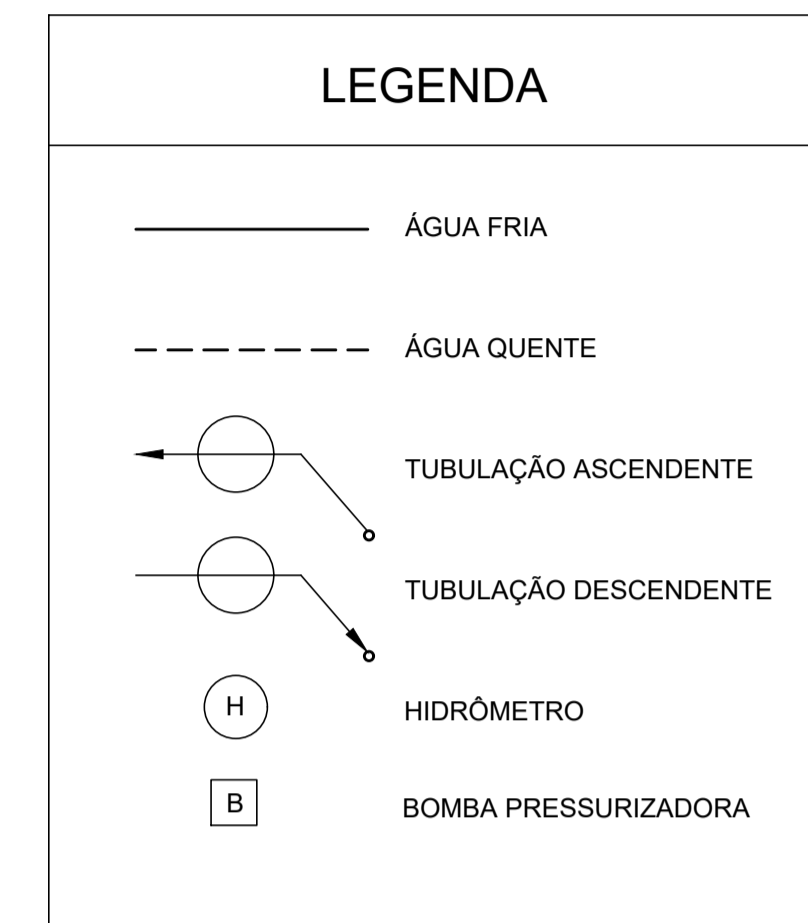 LEGENDA
ÁGUA FRIA
ÁGUA QUENTE
TUBULAÇÃO ASCENDENTE
TUBULAÇÃO DESCENDENTE
H HIDRÔMETRO
B BOMBA PRESSURIZADORA